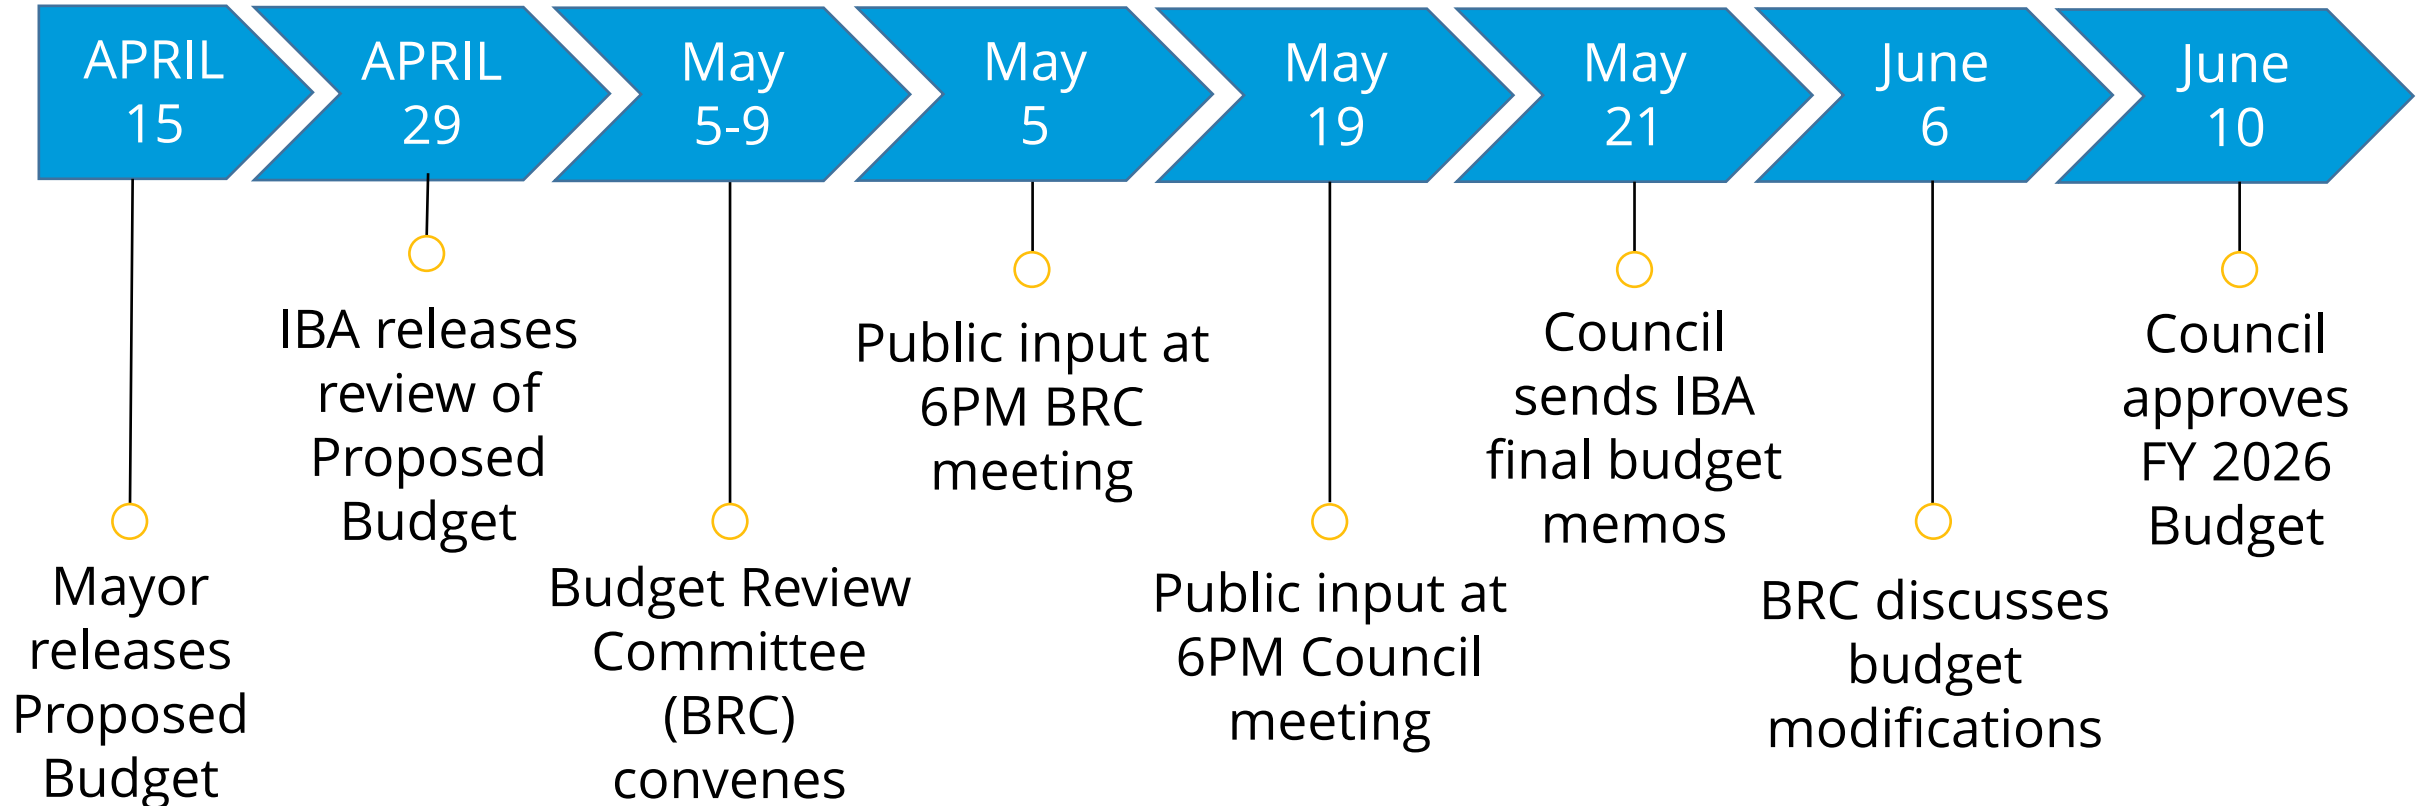 APRIL
15
APRIL
29
May
5-9
May
5
May
19
May
21
June
6
June
10
Mayor
releases
Proposed
Budget
IBA releases
review of
Proposed
Budget
Budget Review
Committee
(BRC)
convenes
Public input at
6PM BRC
meeting
Public input at
6PM Council
meeting
Council
sends IBA
final budget
memos
BRC discusses
budget
modifications
Council
approves
FY 2026
Budget